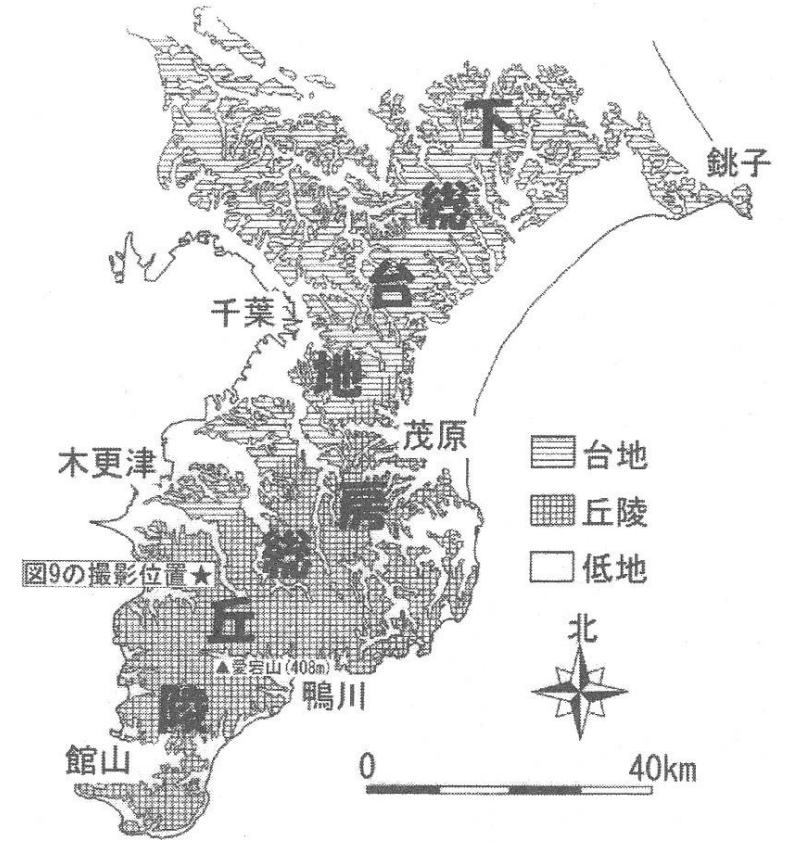 下総台地
銚子
千葉
茂原
木更津
房総丘陵
図9の撮影位置★
▲愛宕山(408m)
鴨川
館山
台地
丘陵
低地
北
0 40km